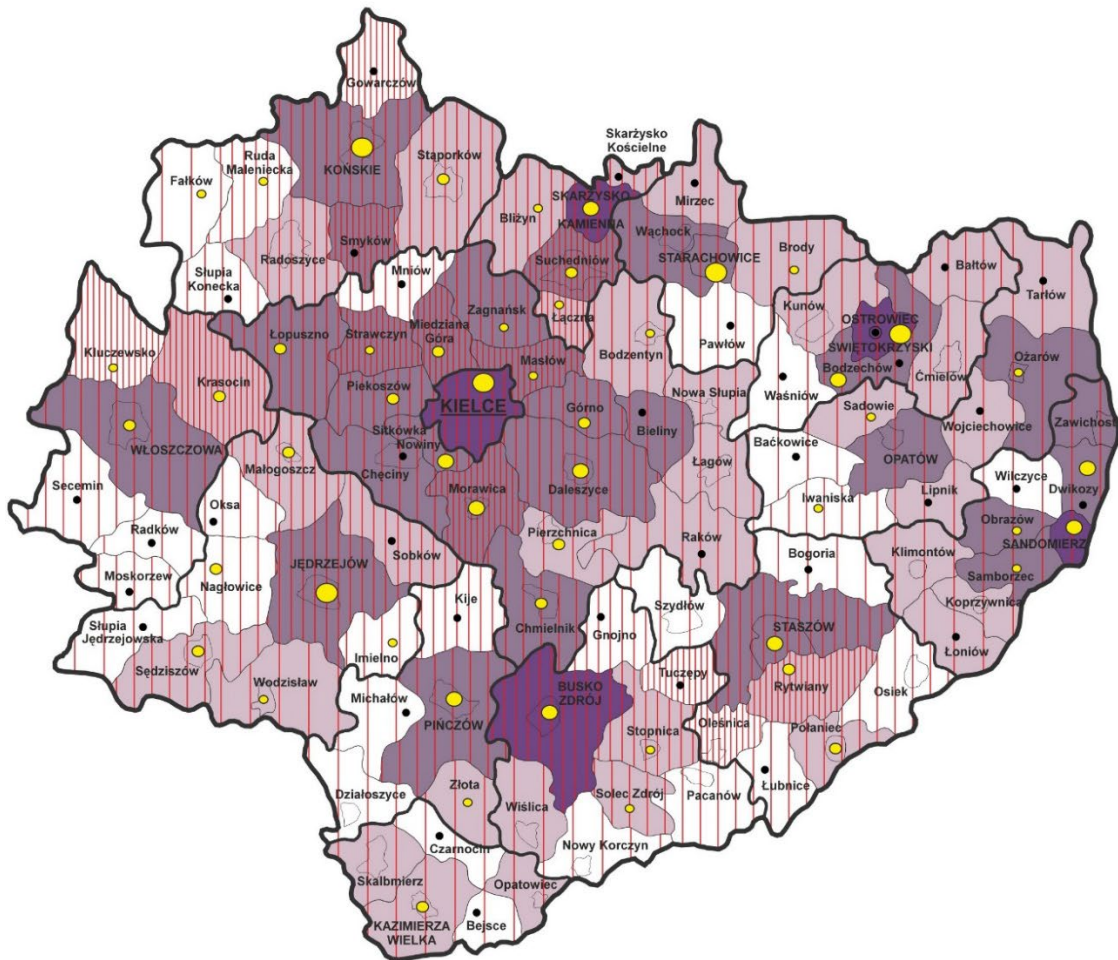 Gowarczów
Skarżysko
Kościelne
Ruda
Maleniecka
Fałków
KOŃSKIE
Stąporków
SKARŻYSKO
KAMIENNA
Mirzec
Bliżyn
Smyków
Wąchock
Radoszyce
Suchedniów
STARACHOWICE
Brody
Bałtów
Słupia
Konecka
Mniów
Tarłów
Zagnańsk
Łączna
Kunów
OSTROWIEC
ŚWIĘTOKRZYSKI
Łopuszno
Strawczyn
Miedziana
Góra
Pawłów
Kluczewsko
Bodzentyn
Masłów
Bodzechów
Ożarów
Ćmielów
Krasocin
Piekoszów
Nowa Słupia
Waśniów
KIELCE
Górno
Sadowie
Wojciechowice
Zawichost
Bieliny
Sitkówka
Nowiny
WŁOSZCZOWA
Baćkowice
OPATÓW
Małogoszcz
Chęciny
Łagów
Daleszyce
Wilczyce
Secemin
Morawica
Iwaniska
Lipnik
Dwikozy
Oksa
Obrazów
Radków
Pierzchnica
Raków
SANDOMIERZ
Sobków
Bogoria
Klimontów
JĘDRZEJÓW
Moskorzew
Nagłowice
Samborzec
Kije
Szydłów
Koprzywnica
Słupia
Jędrzejowska
Chmielnik
Gnojno
STASZÓW
Łoniów
Imielno
Sędziszów
Tuczępy
Rytwiany
Wodzisław
BUSKO
ZDRÓJ
Osiek
Michałów
PIŃCZÓW
Oleśnica
Stopnica
Połaniec
Złota
Działoszyce
Solec Zdrój
Łubnice
Wiślica
Pacanów
Nowy Korczyn
Czarnocin
Skalbmierz
Opatowiec
KAZIMIERZA
WIELKA
Bejsce